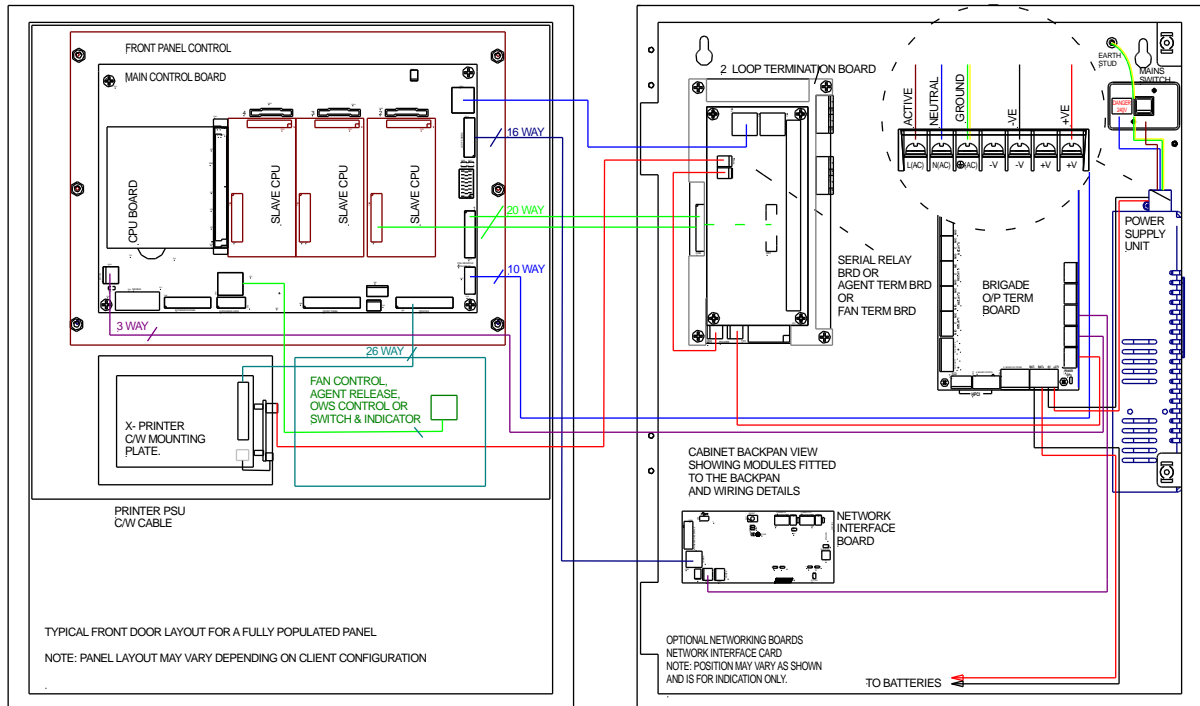 FRONT PANEL CONTROL
MAIN CONTROL BOARD
CPU BOARD
SLAVE CPU
SLAVE CPU
SLAVE CPU
16 WAY
20 WAY
10 WAY
3 WAY
26 WAY
FAN CONTROL,
AGENT RELEASE,
OWS CONTROL OR
SWITCH & INDICATOR
X- PRINTER
C/W MOUNTING
PLATE.
PRINTER PSU
C/W CABLE
TYPICAL FRONT DOOR LAYOUT FOR A FULLY POPULATED PANEL
NOTE: PANEL LAYOUT MAY VARY DEPENDING ON CLIENT CONFIGURATION
2 LOOP TERMINATION BOARD
ACTIVE
NEUTRAL
GROUND
-VE
+VE
L(AC)
N(AC)
(AC)
-V
-V
+V
+V
EARTH
STUD
MAINS
SWITCH
DANGER
240V
POWER
SUPPLY
UNIT
SERIAL RELAY
BRD OR
AGENT TERM BRD
OR
FAN TERM BRD
BRIGADE
O/P TERM
BOARD
CABINET BACKPAN VIEW
SHOWING MODULES FITTED
TO THE BACKPAN
AND WIRING DETAILS
NETWORK
INTERFACE
BOARD
OPTIONAL NETWORKING BOARDS
NETWORK INTERFACE CARD
NOTE: POSITION MAY VARY AS SHOWN
AND IS FOR INDICATION ONLY.
TO BATTERIES